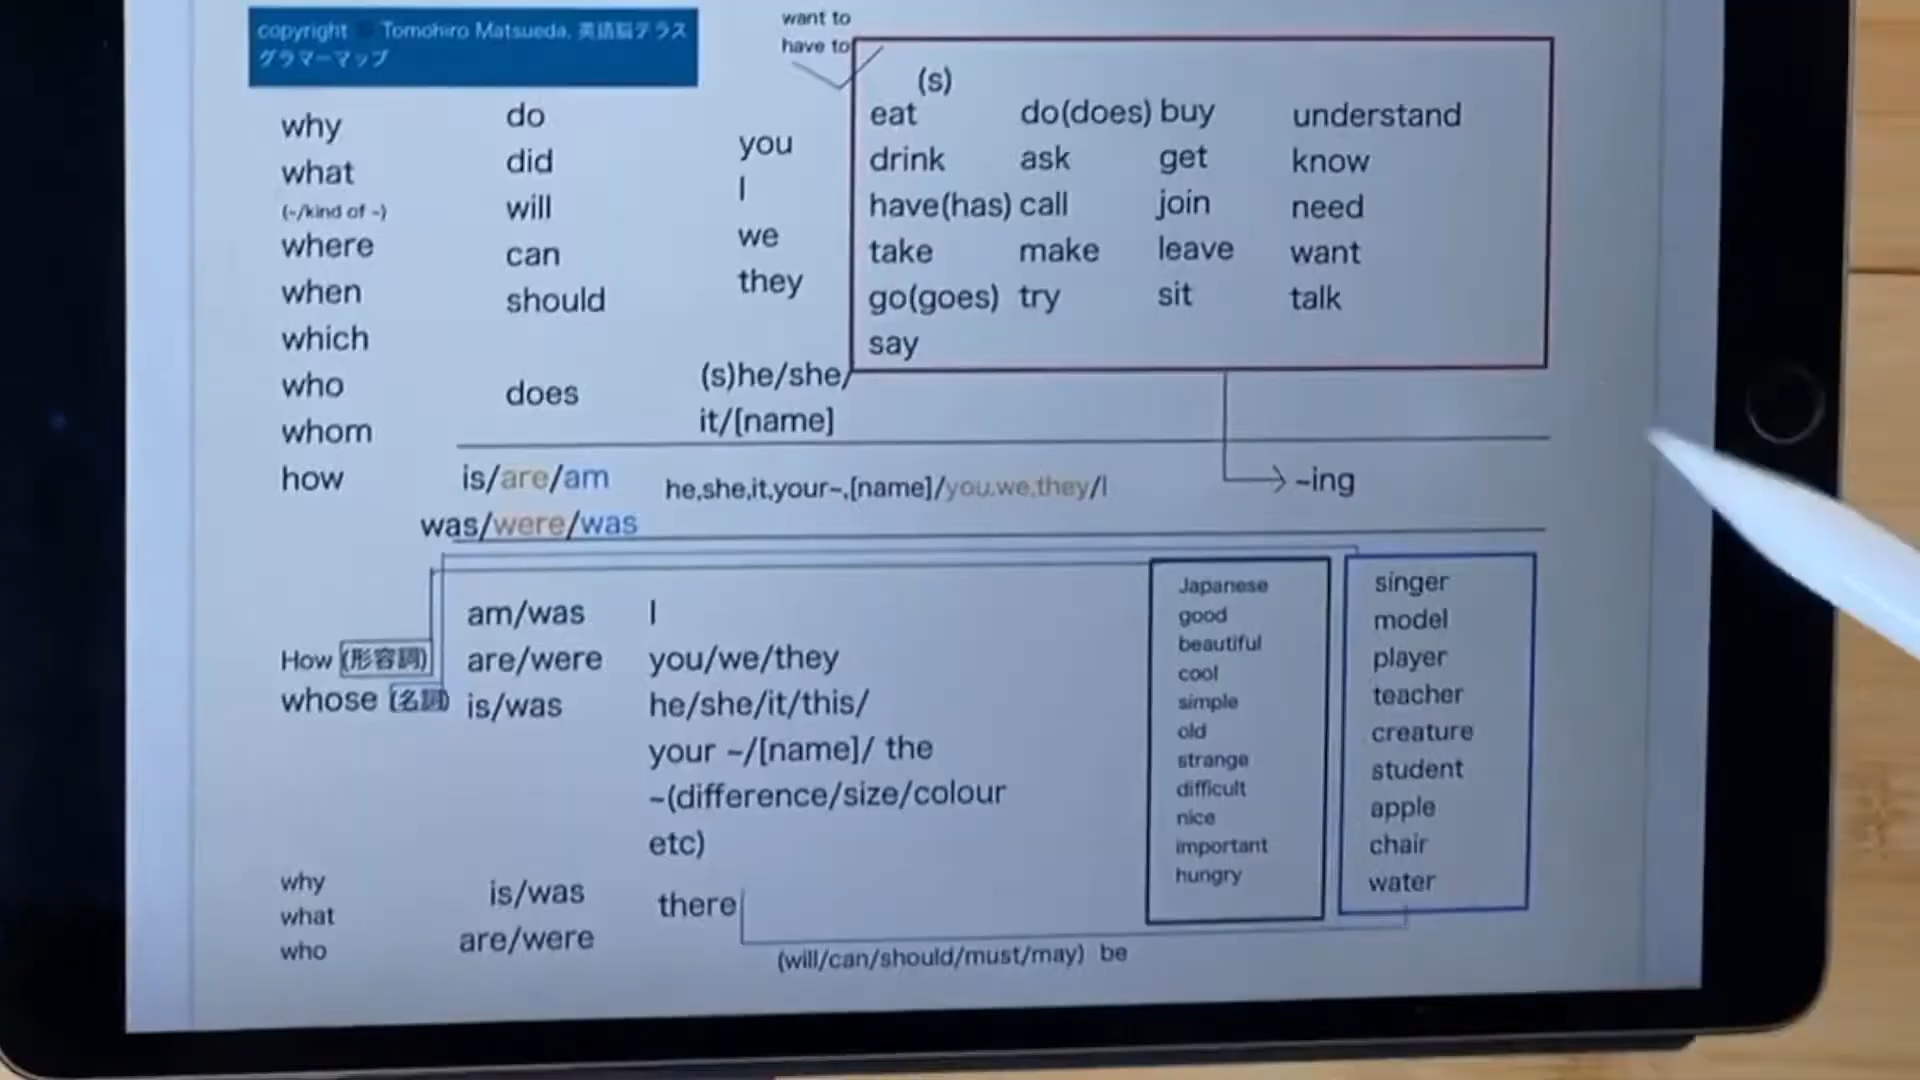 copyright Tomohiro Matsueda, 英語脳テラス
グラマーマップ
want to
have to
why
what
(~/kind of ~)
where
when
which
who
whom
how
do
did
will
can
should
does
you
I
we
they
(s)he/she/
it/[name]
(s)
eat do(does) buy understand
drink ask get know
have(has) call join need
take make leave want
go(goes) try sit talk
say
is/are/am he,she,it,your~,[name]/you.we,they/I ~ing
was/were/was
How (形容詞)
whose (名詞)
am/was I
are/were you/we/they
is/was he/she/it/this/
your ~/[name]/ the
~(difference/size/colour
etc)
Japanese
good
beautiful
cool
simple
old
strange
difficult
nice
important
hungry
singer
model
player
teacher
creature
student
apple
chair
water
why
what
who
is/was
are/were
there
(will/can/should/must/may) be